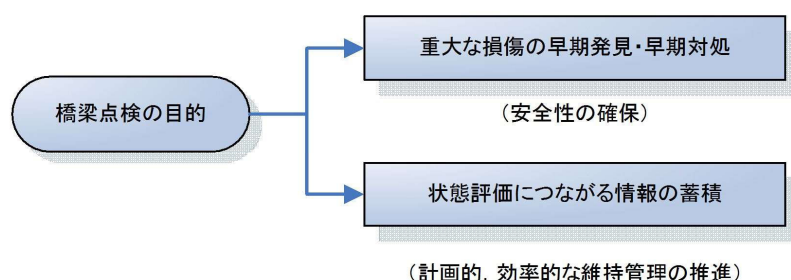 橋梁点検の目的
重大な損傷の早期発見・早期対処
（安全性の確保）
状態評価につながる情報の蓄積
（計画的，効率的な維持管理の推進）